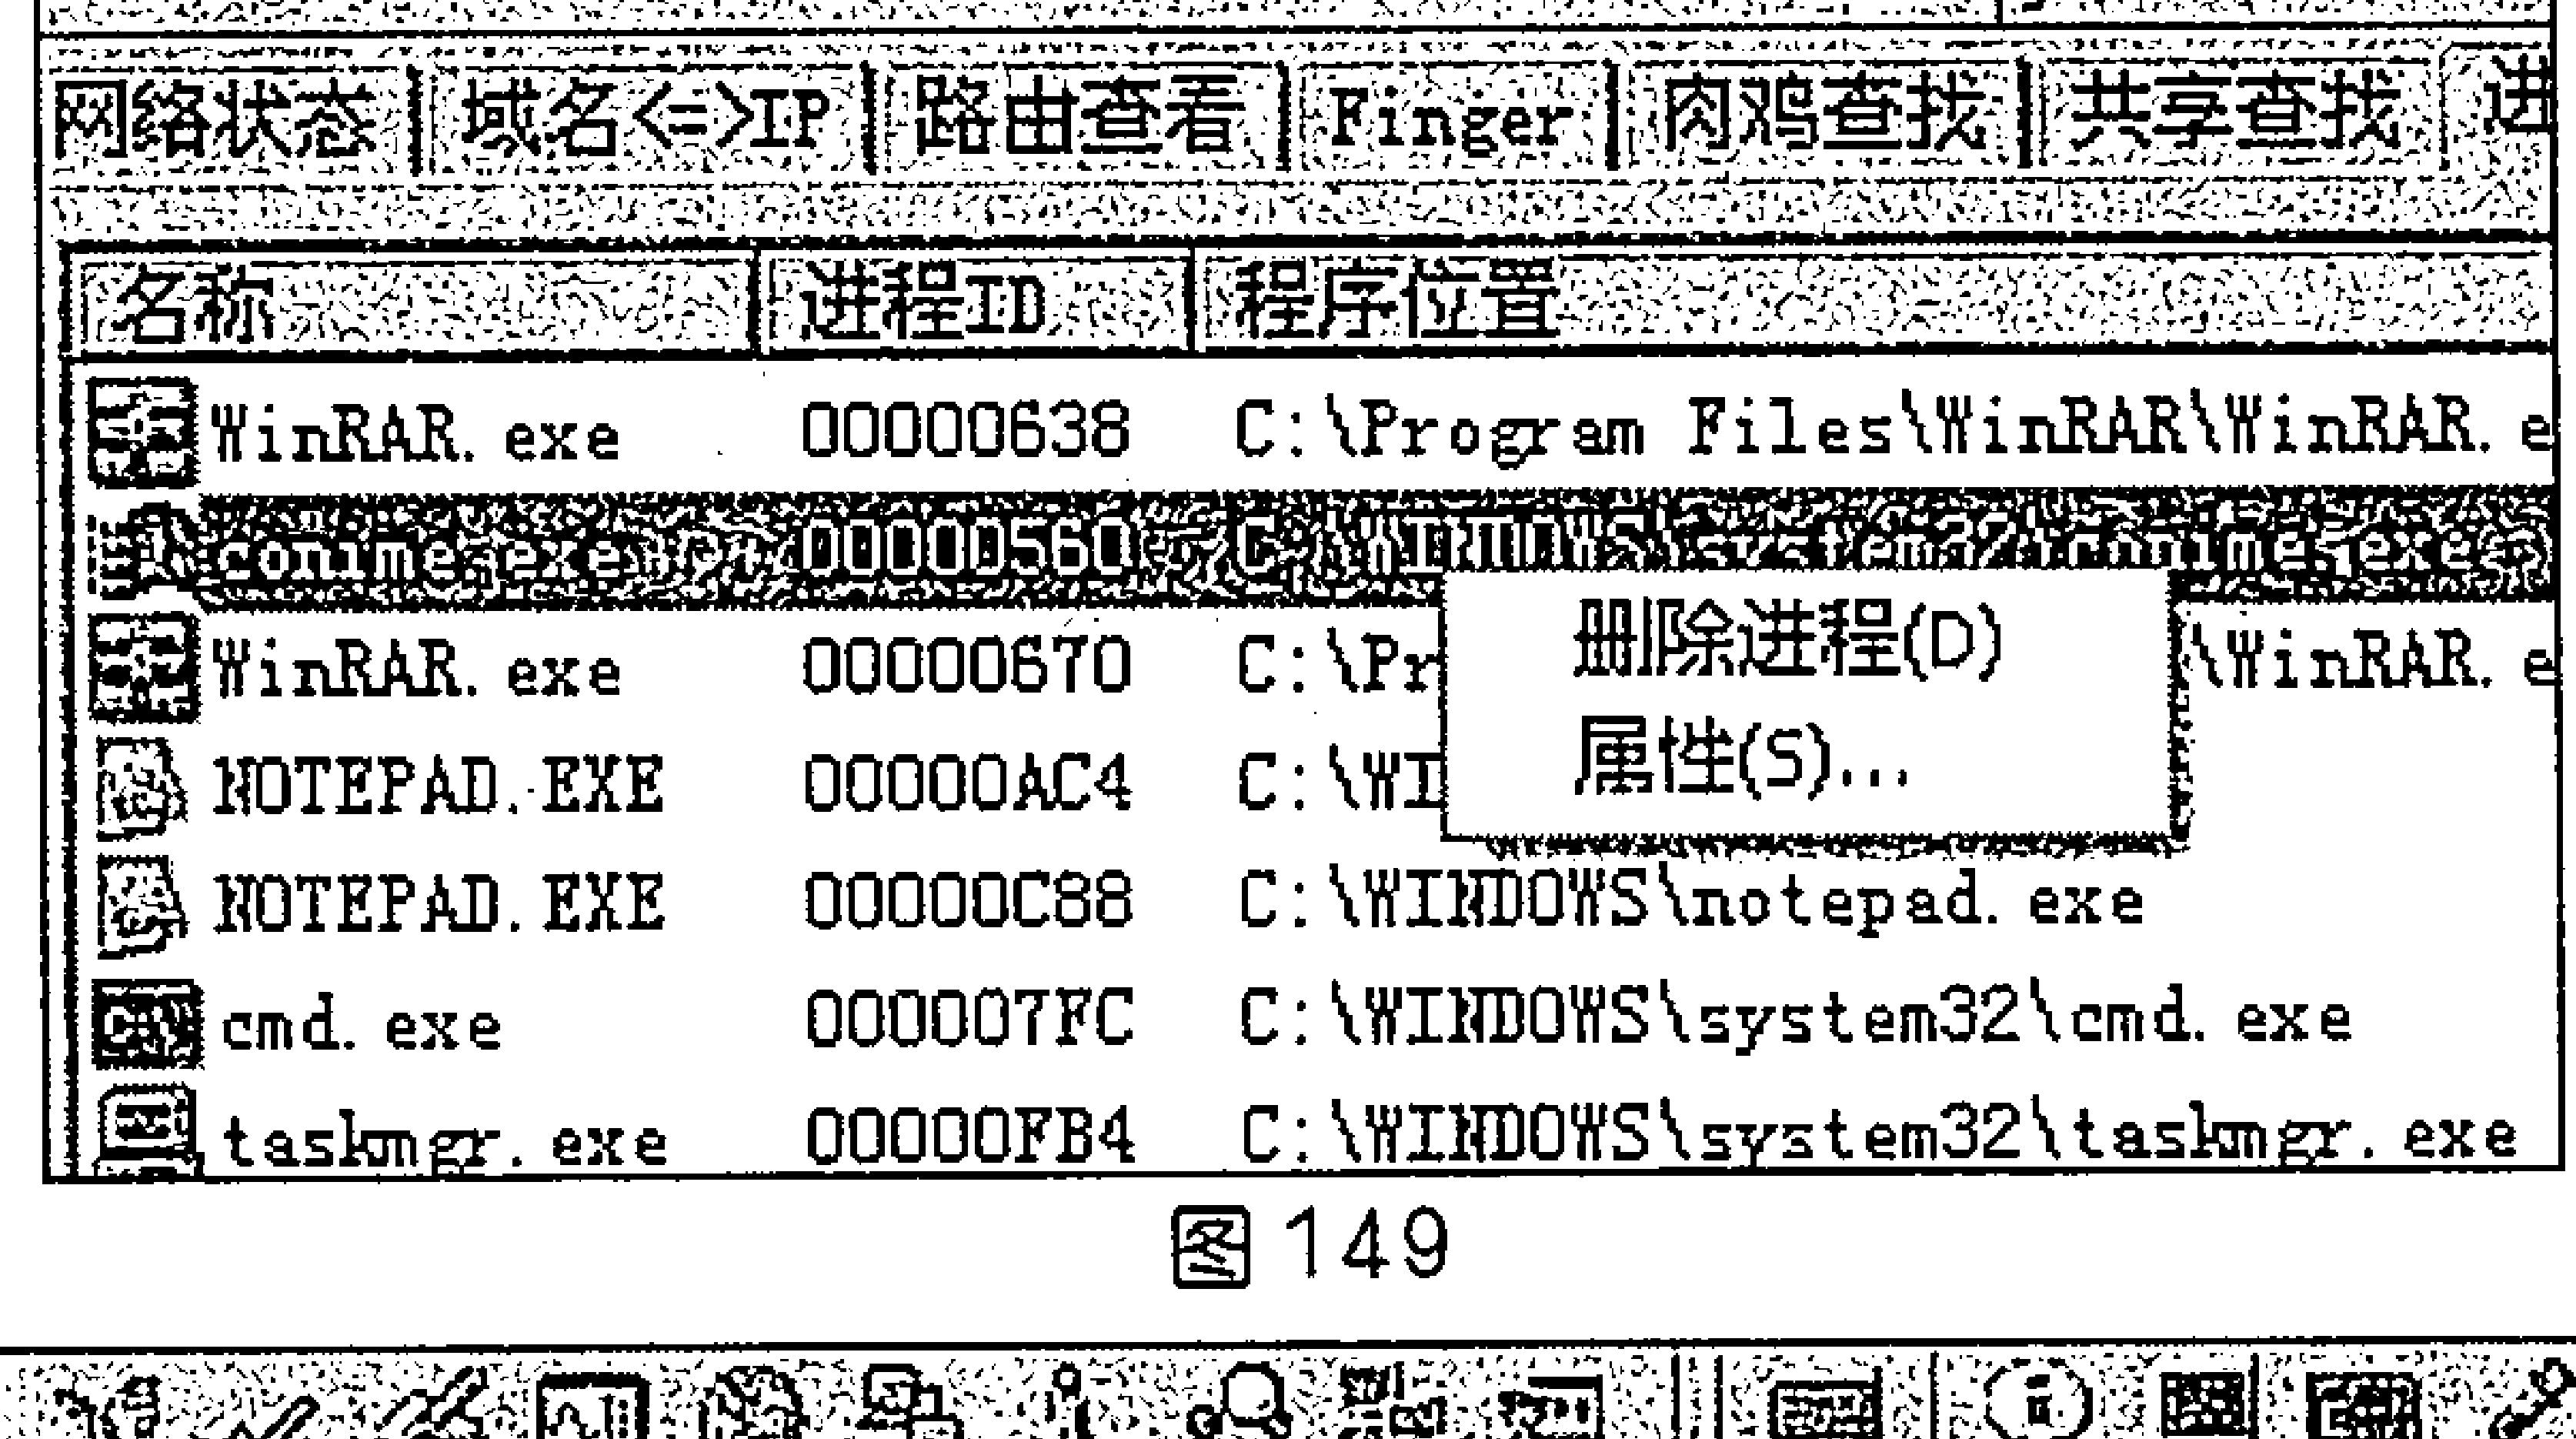 网络状态 域名<=>IP 路由查看 Finger 肉鸡查找 共享查找 进
名称 进程ID 程序位置
WinRAR.exe 00000638 C:\Program Files\WinRAR\WinRAR.e
conime.exe 00000560 C:\WINDOWS\system32\conime.exe
删除进程(D)
WinRAR.exe 00000670 C:\Pr \WinRAR.e
属性(S)...
NOTEPAD.EXE 00000AC4 C:\WI
NOTEPAD.EXE 00000C88 C:\WINDOWS\notepad.exe
cmd.exe 000007FC C:\WINDOWS\system32\cmd.exe
taskmgr.exe 00000FB4 C:\WINDOWS\system32\taskmgr.exe
图 149